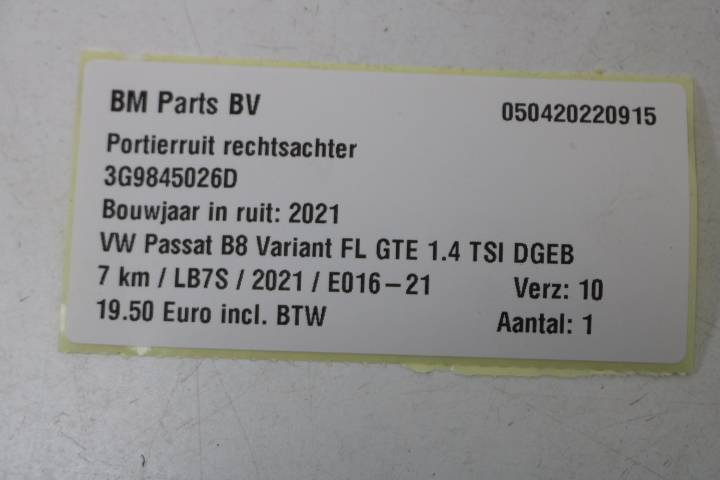 BM Parts BV 050420220915
Portierruit rechtsachter
3G9845026D
Bouwjaar in ruit: 2021
VW Passat B8 Variant FL GTE 1.4 TSI DGEB
7 km / LB7S / 2021 / E016-21 Verz: 10
19.50 Euro incl. BTW Aantal: 1